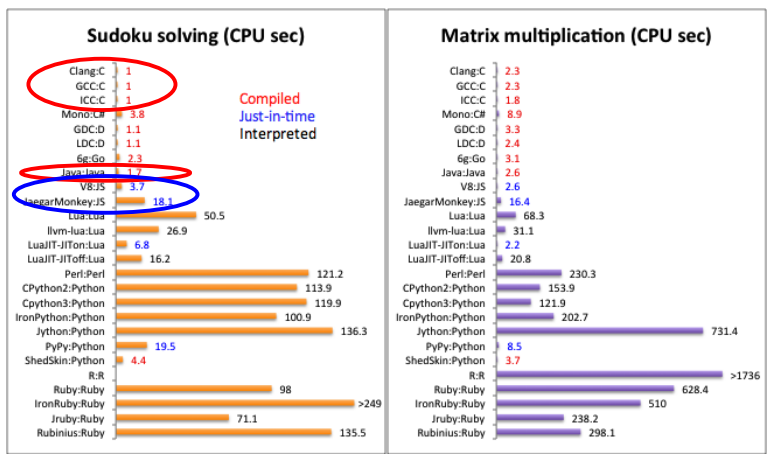 Sudoku solving (CPU sec)
Clang:C 1
GCC:C 1
ICC:C 1
Mono:C# 3.8
GDC:D 1.1
LDC:D 1.1
6g:Go 2.3
Java:Java 1.7
V8:JS 3.7
JaegarMonkey:JS 18.1
Lua:Lua 50.5
llvm-lua:Lua 26.9
LuaJIT-JITon:Lua 6.8
LuaJIT-JIToff:Lua 16.2
Perl:Perl 121.2
CPython2:Python 113.9
Cpython3:Python 119.9
IronPython:Python 100.9
Jython:Python 136.3
PyPy:Python 19.5
ShedSkin:Python 4.4
R:R
Ruby:Ruby 98
IronRuby:Ruby >249
Jruby:Ruby 71.1
Rubinius:Ruby 135.5
Compiled
Just-in-time
Interpreted
Matrix multiplication (CPU sec)
Clang:C 2.3
GCC:C 2.3
ICC:C 1.8
Mono:C# 8.9
GDC:D 3.3
LDC:D 2.4
6g:Go 3.1
Java:Java 2.6
V8:JS 2.6
JaegarMonkey:JS 16.4
Lua:Lua 68.3
llvm-lua:Lua 31.1
LuaJIT-JITon:Lua 2.2
LuaJIT-JIToff:Lua 20.8
Perl:Perl 230.3
CPython2:Python 153.9
Cpython3:Python 121.9
IronPython:Python 202.7
Jython:Python 731.4
PyPy:Python 8.5
ShedSkin:Python 3.7
R:R >1736
Ruby:Ruby 628.4
IronRuby:Ruby 510
Jruby:Ruby 238.2
Rubinius:Ruby 298.1